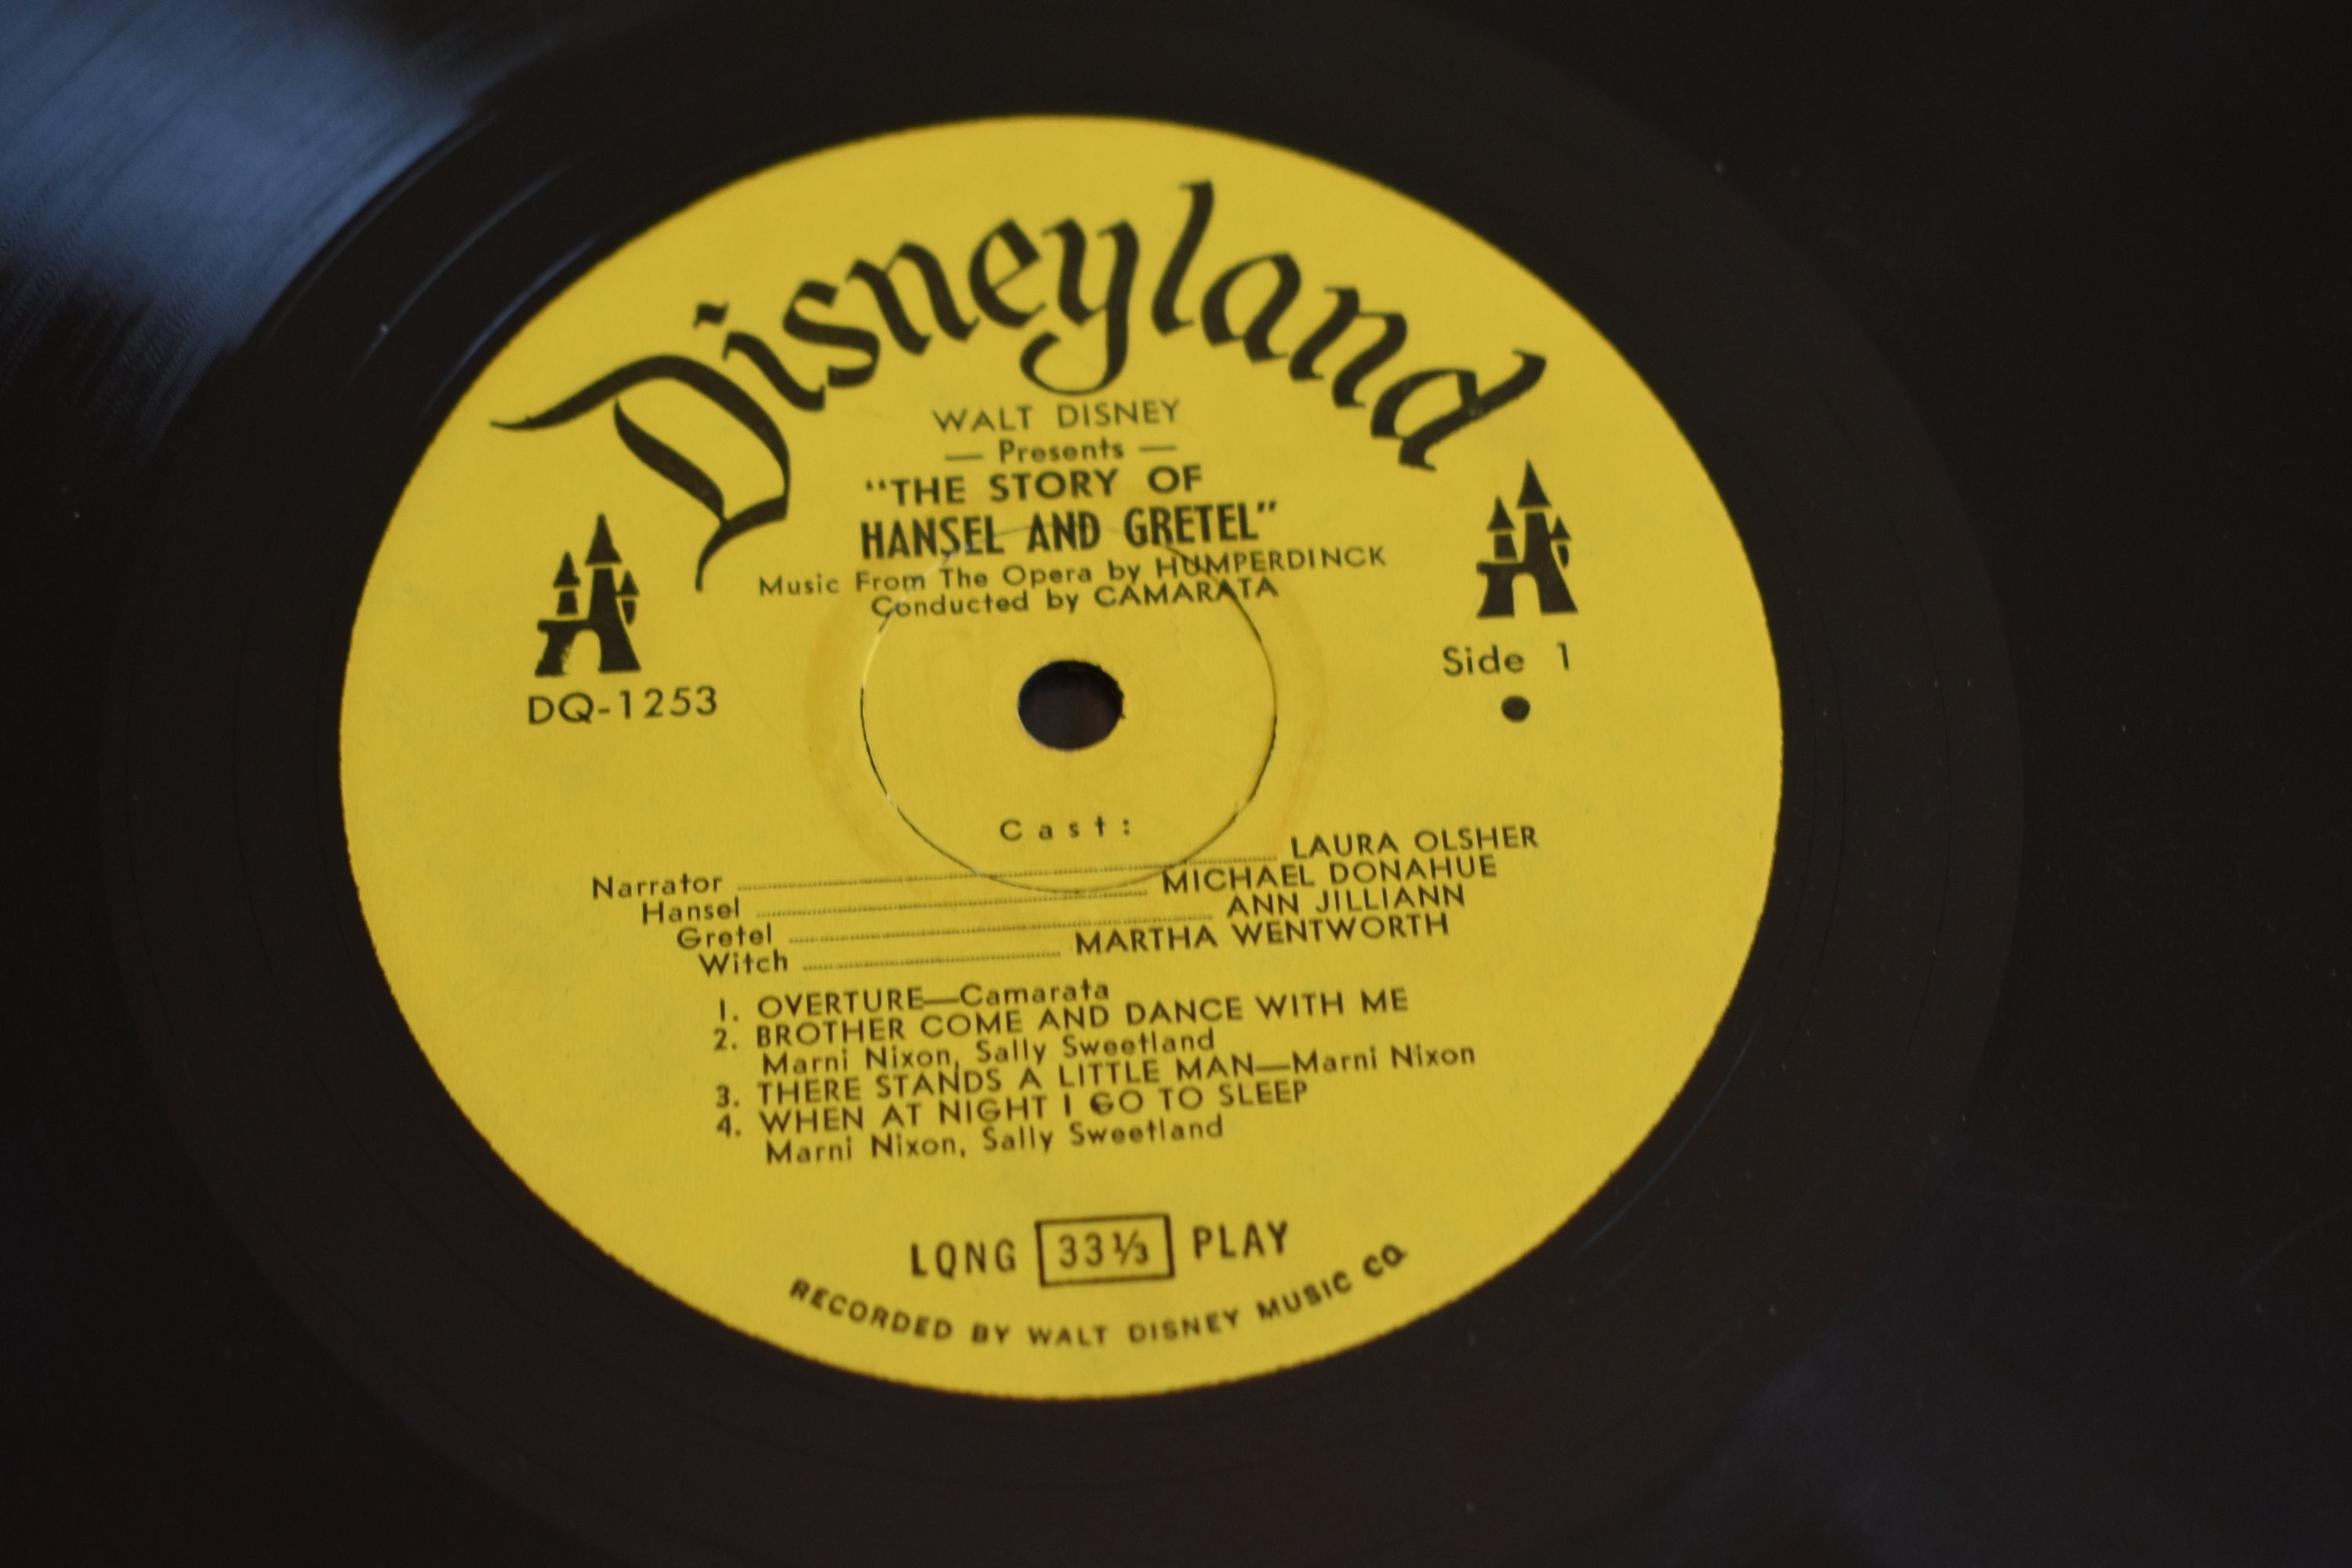 Disneyland
WALT DISNEY
— Presents —
"THE STORY OF
HANSEL AND GRETEL"
Music From The Opera by HUMPERDINCK
Conducted by CAMARATA
DQ-1253
Side 1
Cast:
Narrator LAURA OLSHER
Hansel MICHAEL DONAHUE
Gretel ANN JILLIANN
Witch MARTHA WENTWORTH
1. OVERTURE—Camarata
2. BROTHER COME AND DANCE WITH ME
Marni Nixon, Sally Sweetland
3. THERE STANDS A LITTLE MAN—Marni Nixon
4. WHEN AT NIGHT I GO TO SLEEP
Marni Nixon, Sally Sweetland
LONG 33⅓ PLAY
RECORDED BY WALT DISNEY MUSIC CO.